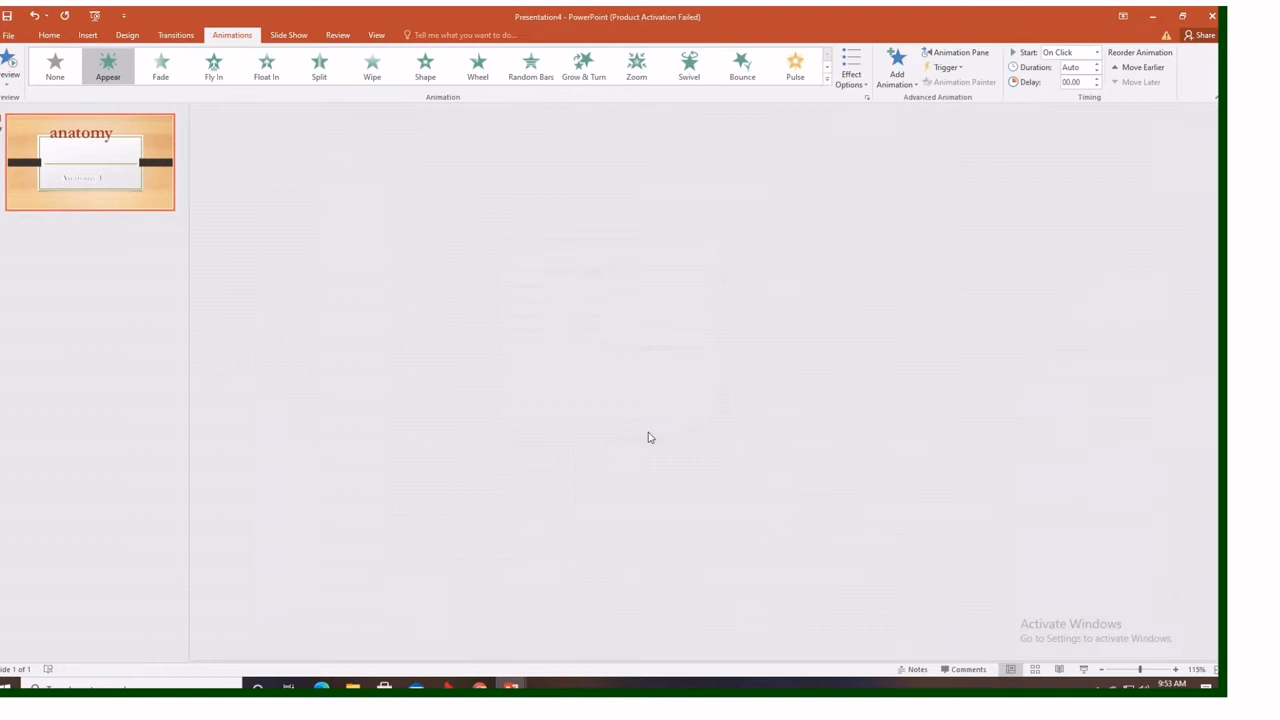 Presentation4 - PowerPoint (Product Activation Failed)
File Home Insert Design Transitions Animations Slide Show Review View Tell me what you want to do... Share
None Appear Fade Fly In Float In Split Wipe Shape Wheel Random Bars Grow & Turn Zoom Swivel Bounce Pulse
Effect Options
Add Animation
Animation Pane
Trigger
Animation Painter
Start: On Click
Duration: Auto
Delay: 00.00
Reorder Animation
Move Earlier
Move Later
Animation Advanced Animation Timing
anatomy
Activate Windows
Go to Settings to activate Windows.
1 of 1 Notes Comments 115%
9:53 AM